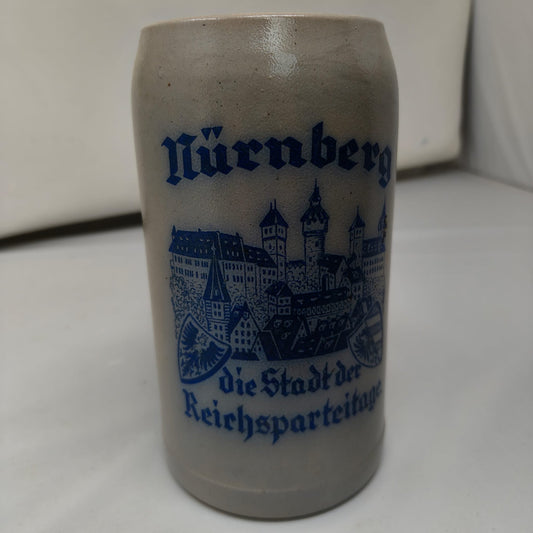 Nürnberg
die Stadt der
Reichsparteitage